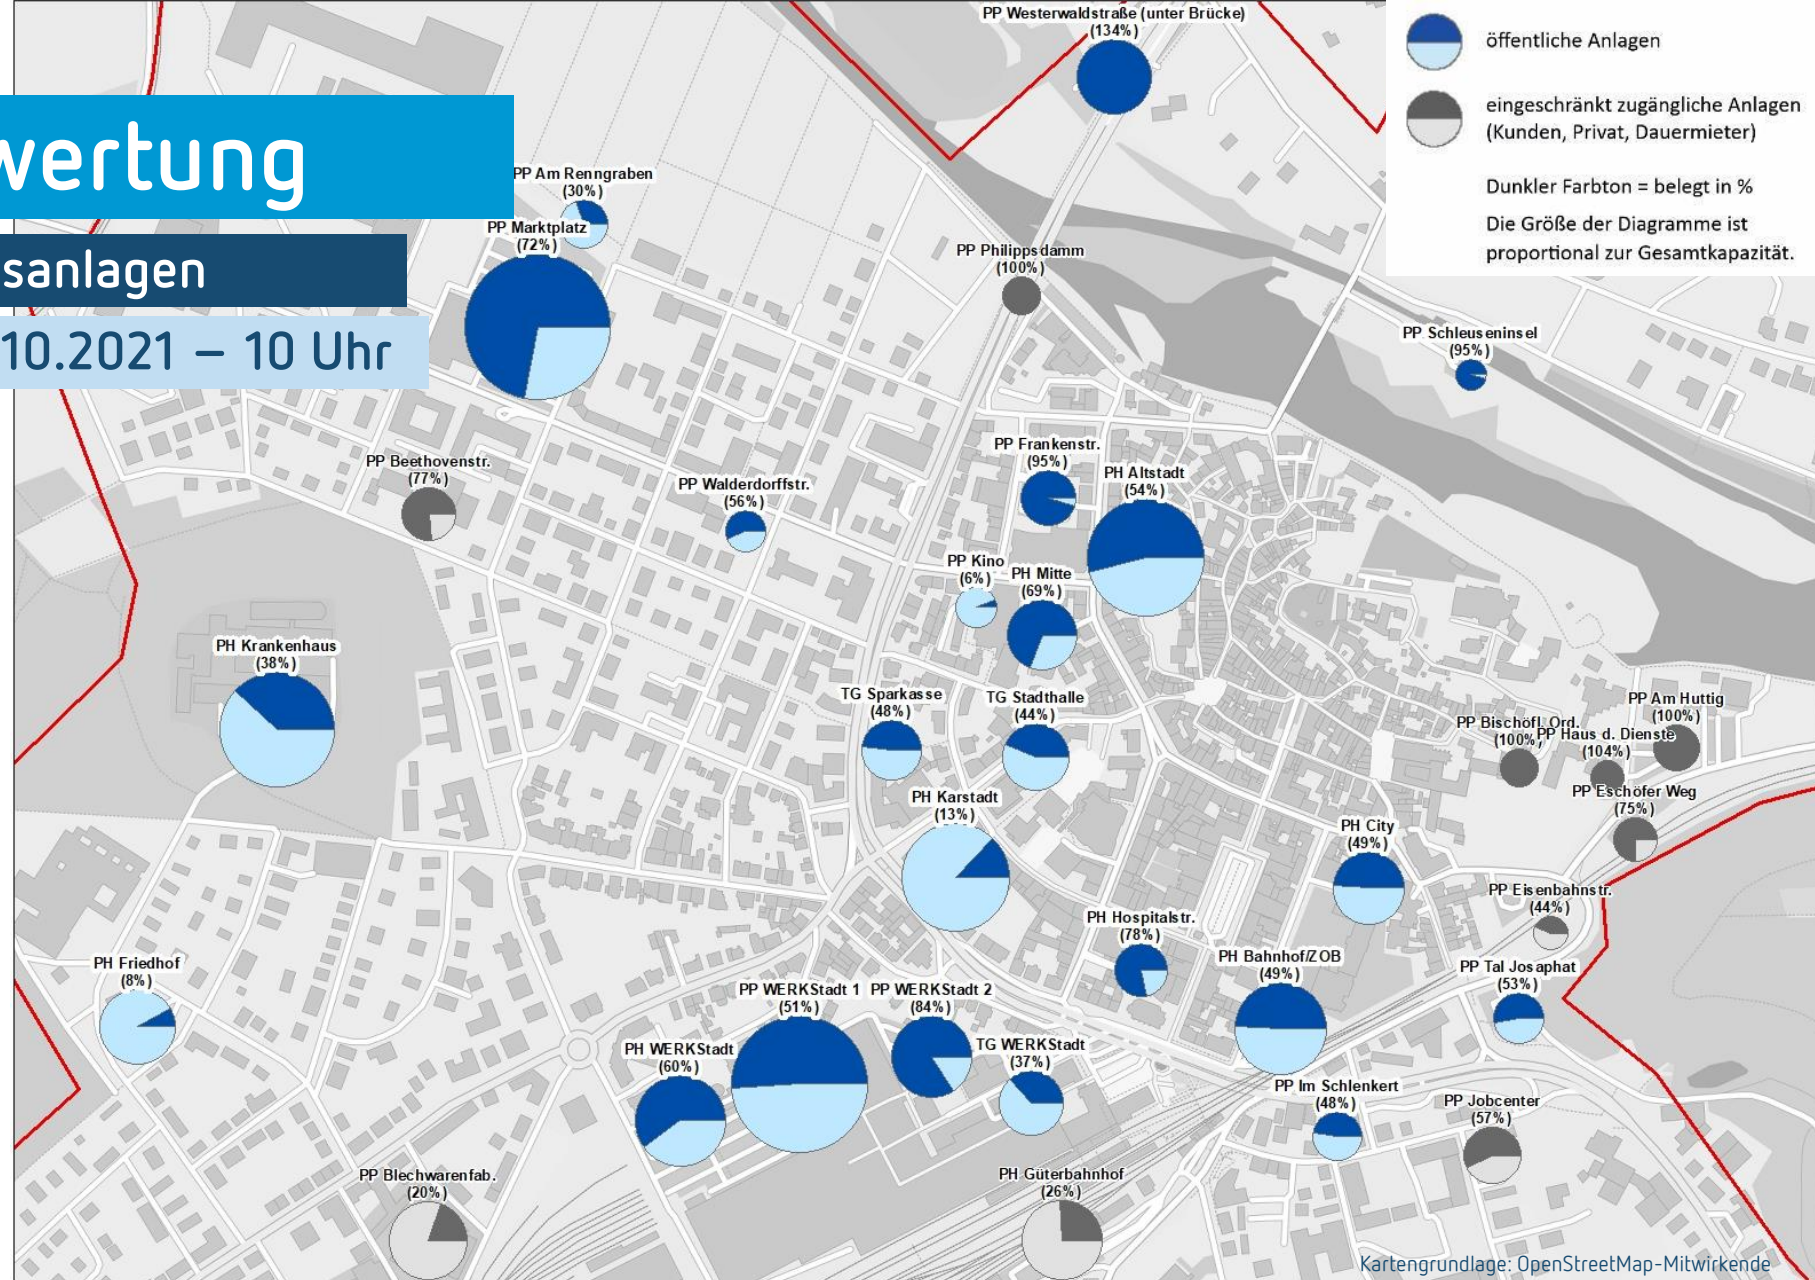 wertung
sanlagen
10.2021 – 10 Uhr
öffentliche Anlagen
eingeschränkt zugängliche Anlagen
(Kunden, Privat, Dauermieter)
Dunkler Farbton = belegt in %
Die Größe der Diagramme ist
proportional zur Gesamtkapazität.
PP Westerwaldstraße (unter Brücke)
(134%)
PP Am Renngraben
(30%)
PP Marktplatz
(72%)
PP Philippsdamm
(100%)
PP Schleuseninsel
(95%)
PP Beethovenstr.
(77%)
PP Walderdorffstr.
(56%)
PP Frankenstr.
(95%)
PH Altstadt
(54%)
PP Kino
(6%)
PH Mitte
(69%)
PH Krankenhaus
(38%)
TG Sparkasse
(48%)
TG Stadthalle
(44%)
PP Bischöfl. Ord.
(100%)
PP Am Huttig
(100%)
PP Haus d. Dienste
(104%)
PP Eschöfer Weg
(75%)
PH Karstadt
(13%)
PH City
(49%)
PP Eisenbahnstr.
(44%)
PH Hospitalstr.
(78%)
PH Bahnhof/ZOB
(49%)
PP Tal Josaphat
(53%)
PH Friedhof
(8%)
PP WERKStadt 1
(51%)
PP WERKStadt 2
(84%)
PH WERKStadt
(60%)
TG WERKStadt
(37%)
PP Im Schlenkert
(48%)
PP Jobcenter
(57%)
PP Blechwarenfab.
(20%)
PH Güterbahnhof
(26%)
Kartengrundlage: OpenStreetMap-Mitwirkende